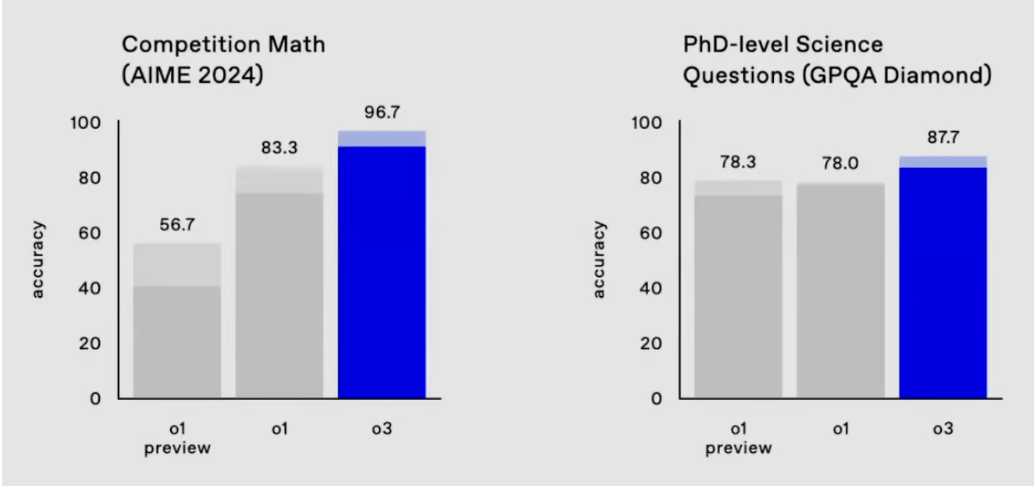 Competition Math
(AIME 2024)
accuracy
100
80
60
40
20
0
56.7
83.3
96.7
o1
preview
o1
o3
PhD-level Science
Questions (GPQA Diamond)
accuracy
100
80
60
40
20
0
78.3
78.0
87.7
o1
preview
o1
o3